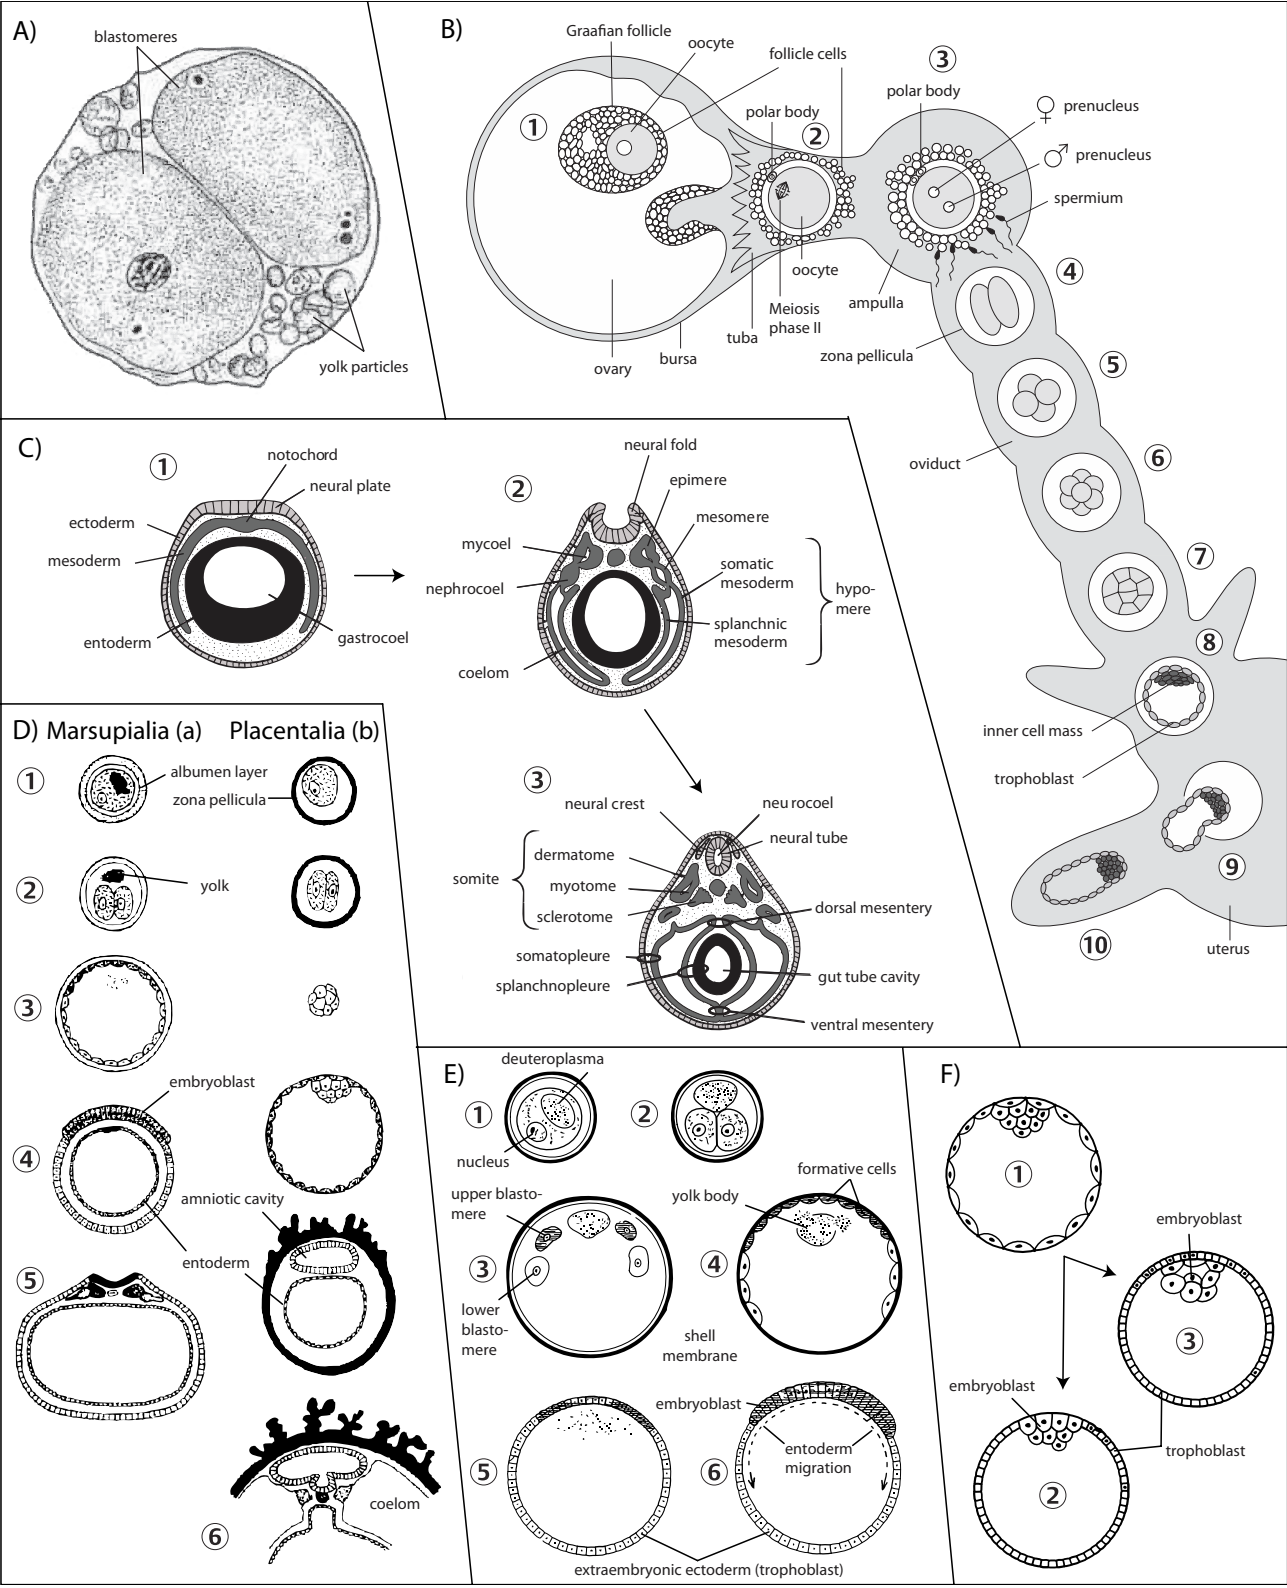 A)
blastomeres
yolk particles
B)
Graafian follicle
oocyte
follicle cells
①
polar body
②
③
polar body
♀ prenucleus
♂ prenucleus
spermium
oocyte
Meiosis
phase II
ampulla
tuba
bursa
ovary
④
zona pellicula
⑤
oviduct
⑥
⑦
⑧
inner cell mass
trophoblast
⑨
⑩
uterus
C)
①
notochord
neural plate
ectoderm
mesoderm
entoderm
gastrocoel
②
neural fold
epimere
mesomere
mycoel
nephrocoel
somatic
mesoderm
splanchnic
mesoderm
hypo-
mere
coelom
③
neural crest
neu rocoel
neural tube
dermatome
somite
myotome
sclerotome
dorsal mesentery
somatopleure
splanchnopleure
gut tube cavity
ventral mesentery
D) Marsupialia (a) Placentalia (b)
①
albumen layer
zona pellicula
②
yolk
③
embryoblast
④
amniotic cavity
entoderm
⑤
coelom
⑥
E)
deuteroplasma
①
nucleus
②
upper blasto-
mere
③
lower
blasto-
mere
formative cells
yolk body
④
shell
membrane
embryoblast
⑤
entoderm
migration
⑥
extraembryonic ectoderm (trophoblast)
F)
①
embryoblast
③
embryoblast
trophoblast
②